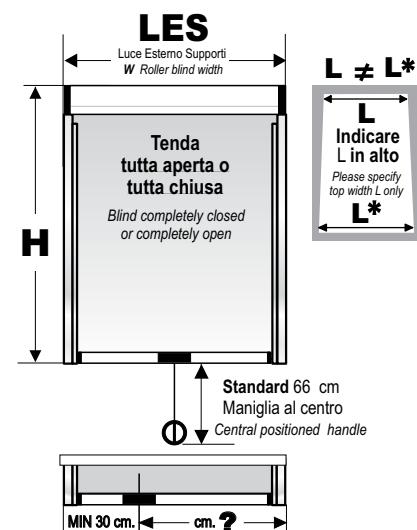 LES
Luce Esterno Supporti
W Roller blind width
L ≠ L*
L
Indicare
L in alto
Please specify
top width L only
L*
Tenda
tutta aperta o
tutta chiusa
Blind completely closed
or completely open
H
Standard 66 cm
Maniglia al centro
Central positioned handle
MIN 30 cm.
cm. ?